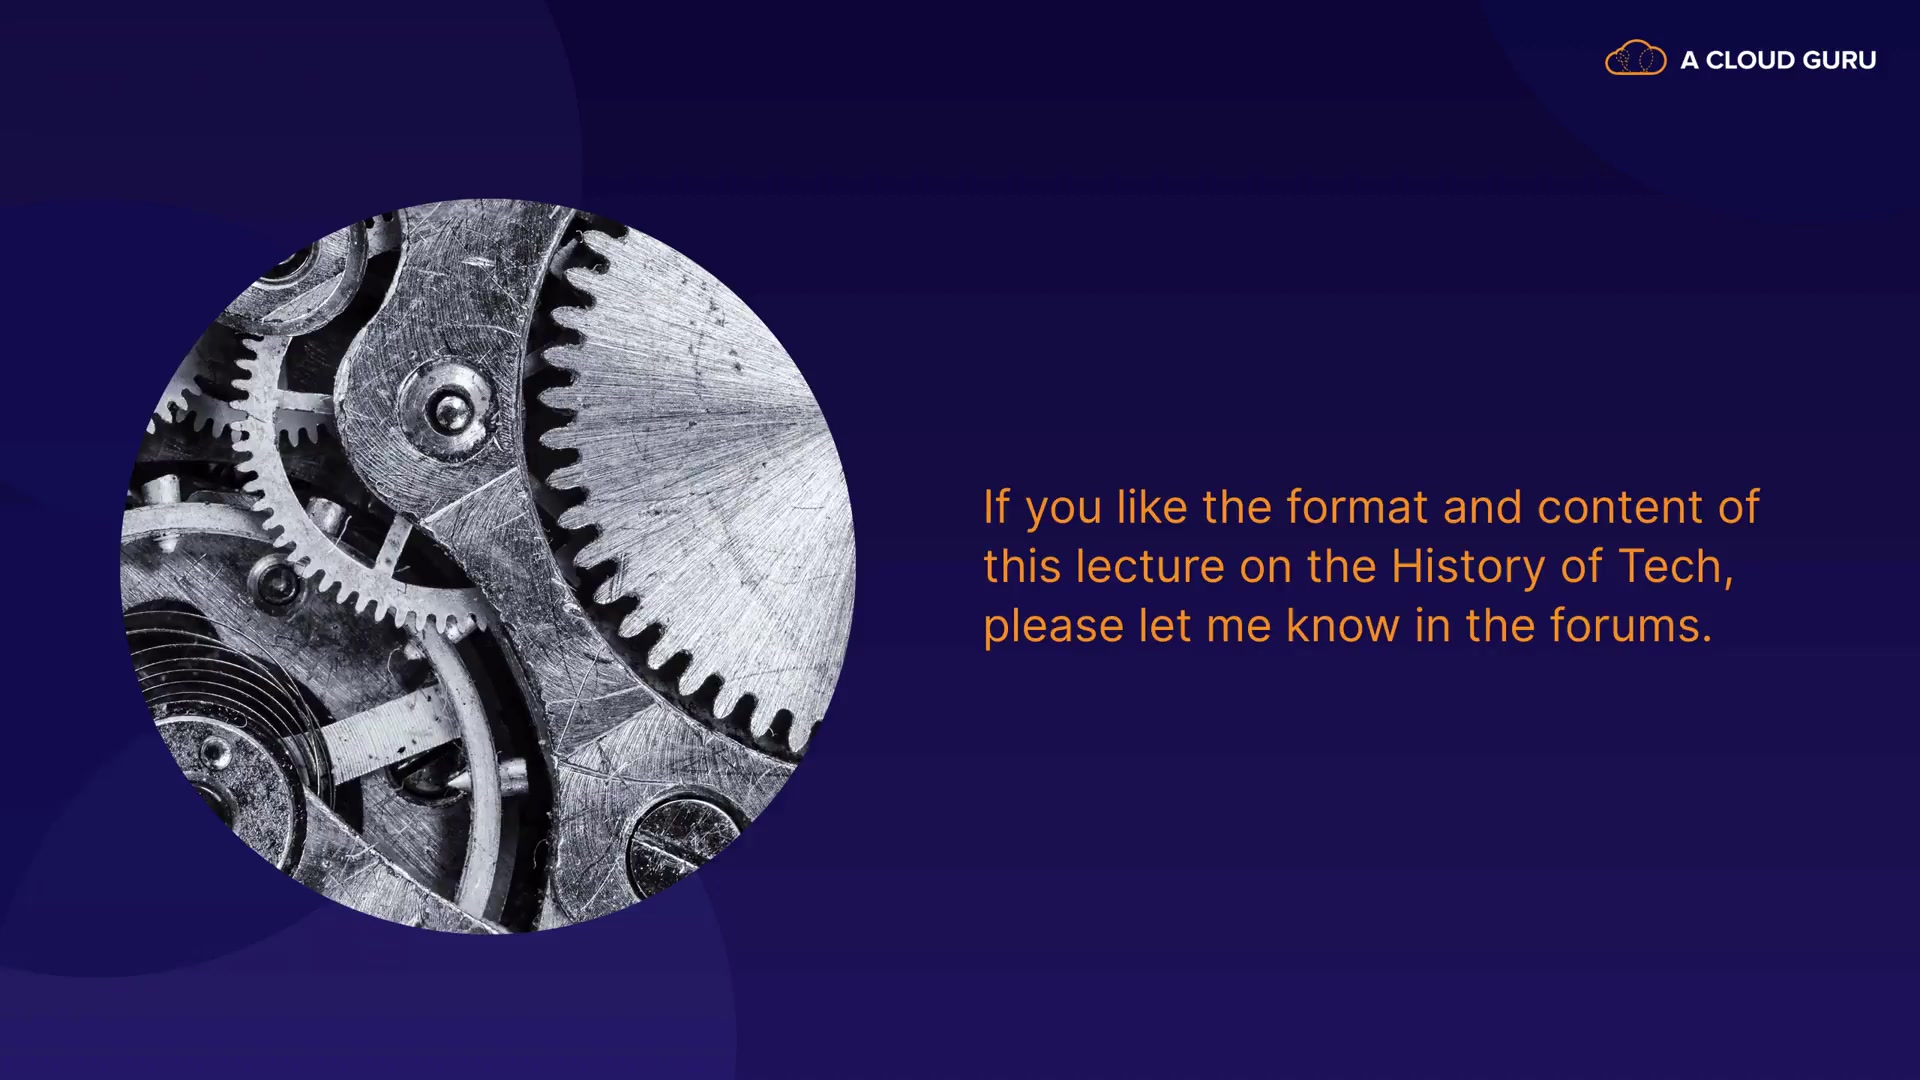 A CLOUD GURU
If you like the format and content of
this lecture on the History of Tech,
please let me know in the forums.